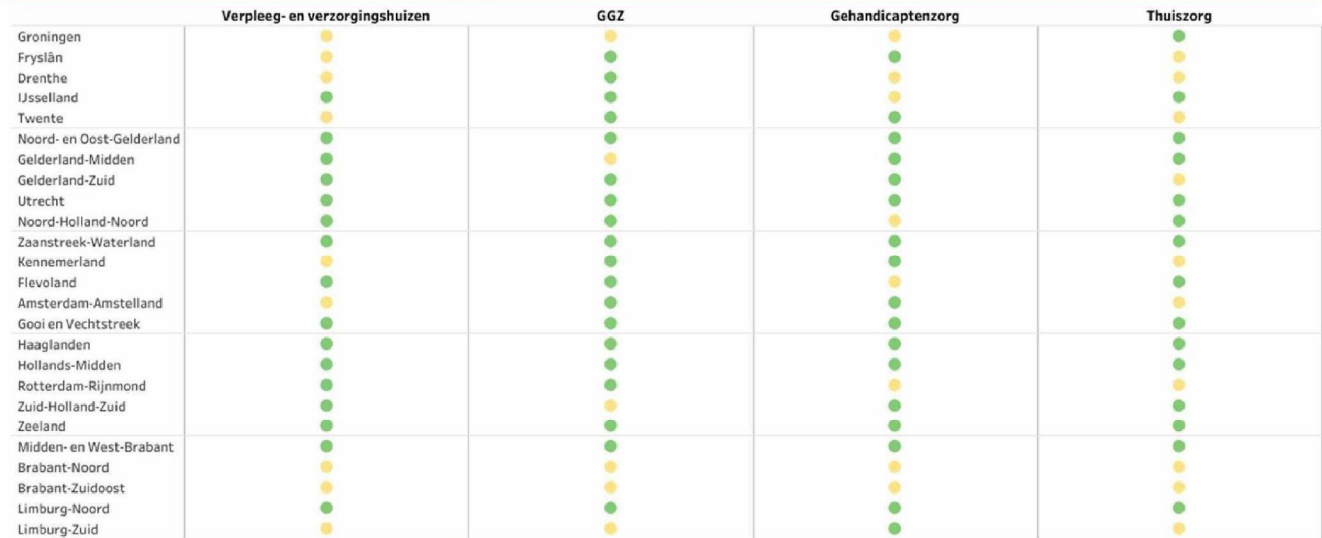 Verpleeg- en verzorgingshuizen GGZ Gehandicaptenzorg Thuiszorg
Groningen
Fryslân
Drenthe
IJsselland
Twente
Noord- en Oost-Gelderland
Gelderland-Midden
Gelderland-Zuid
Utrecht
Noord-Holland-Noord
Zaanstreek-Waterland
Kennemerland
Flevoland
Amsterdam-Amstelland
Gooi en Vechtstreek
Haaglanden
Hollands-Midden
Rotterdam-Rijnmond
Zuid-Holland-Zuid
Zeeland
Midden- en West-Brabant
Brabant-Noord
Brabant-Zuidoost
Limburg-Noord
Limburg-Zuid